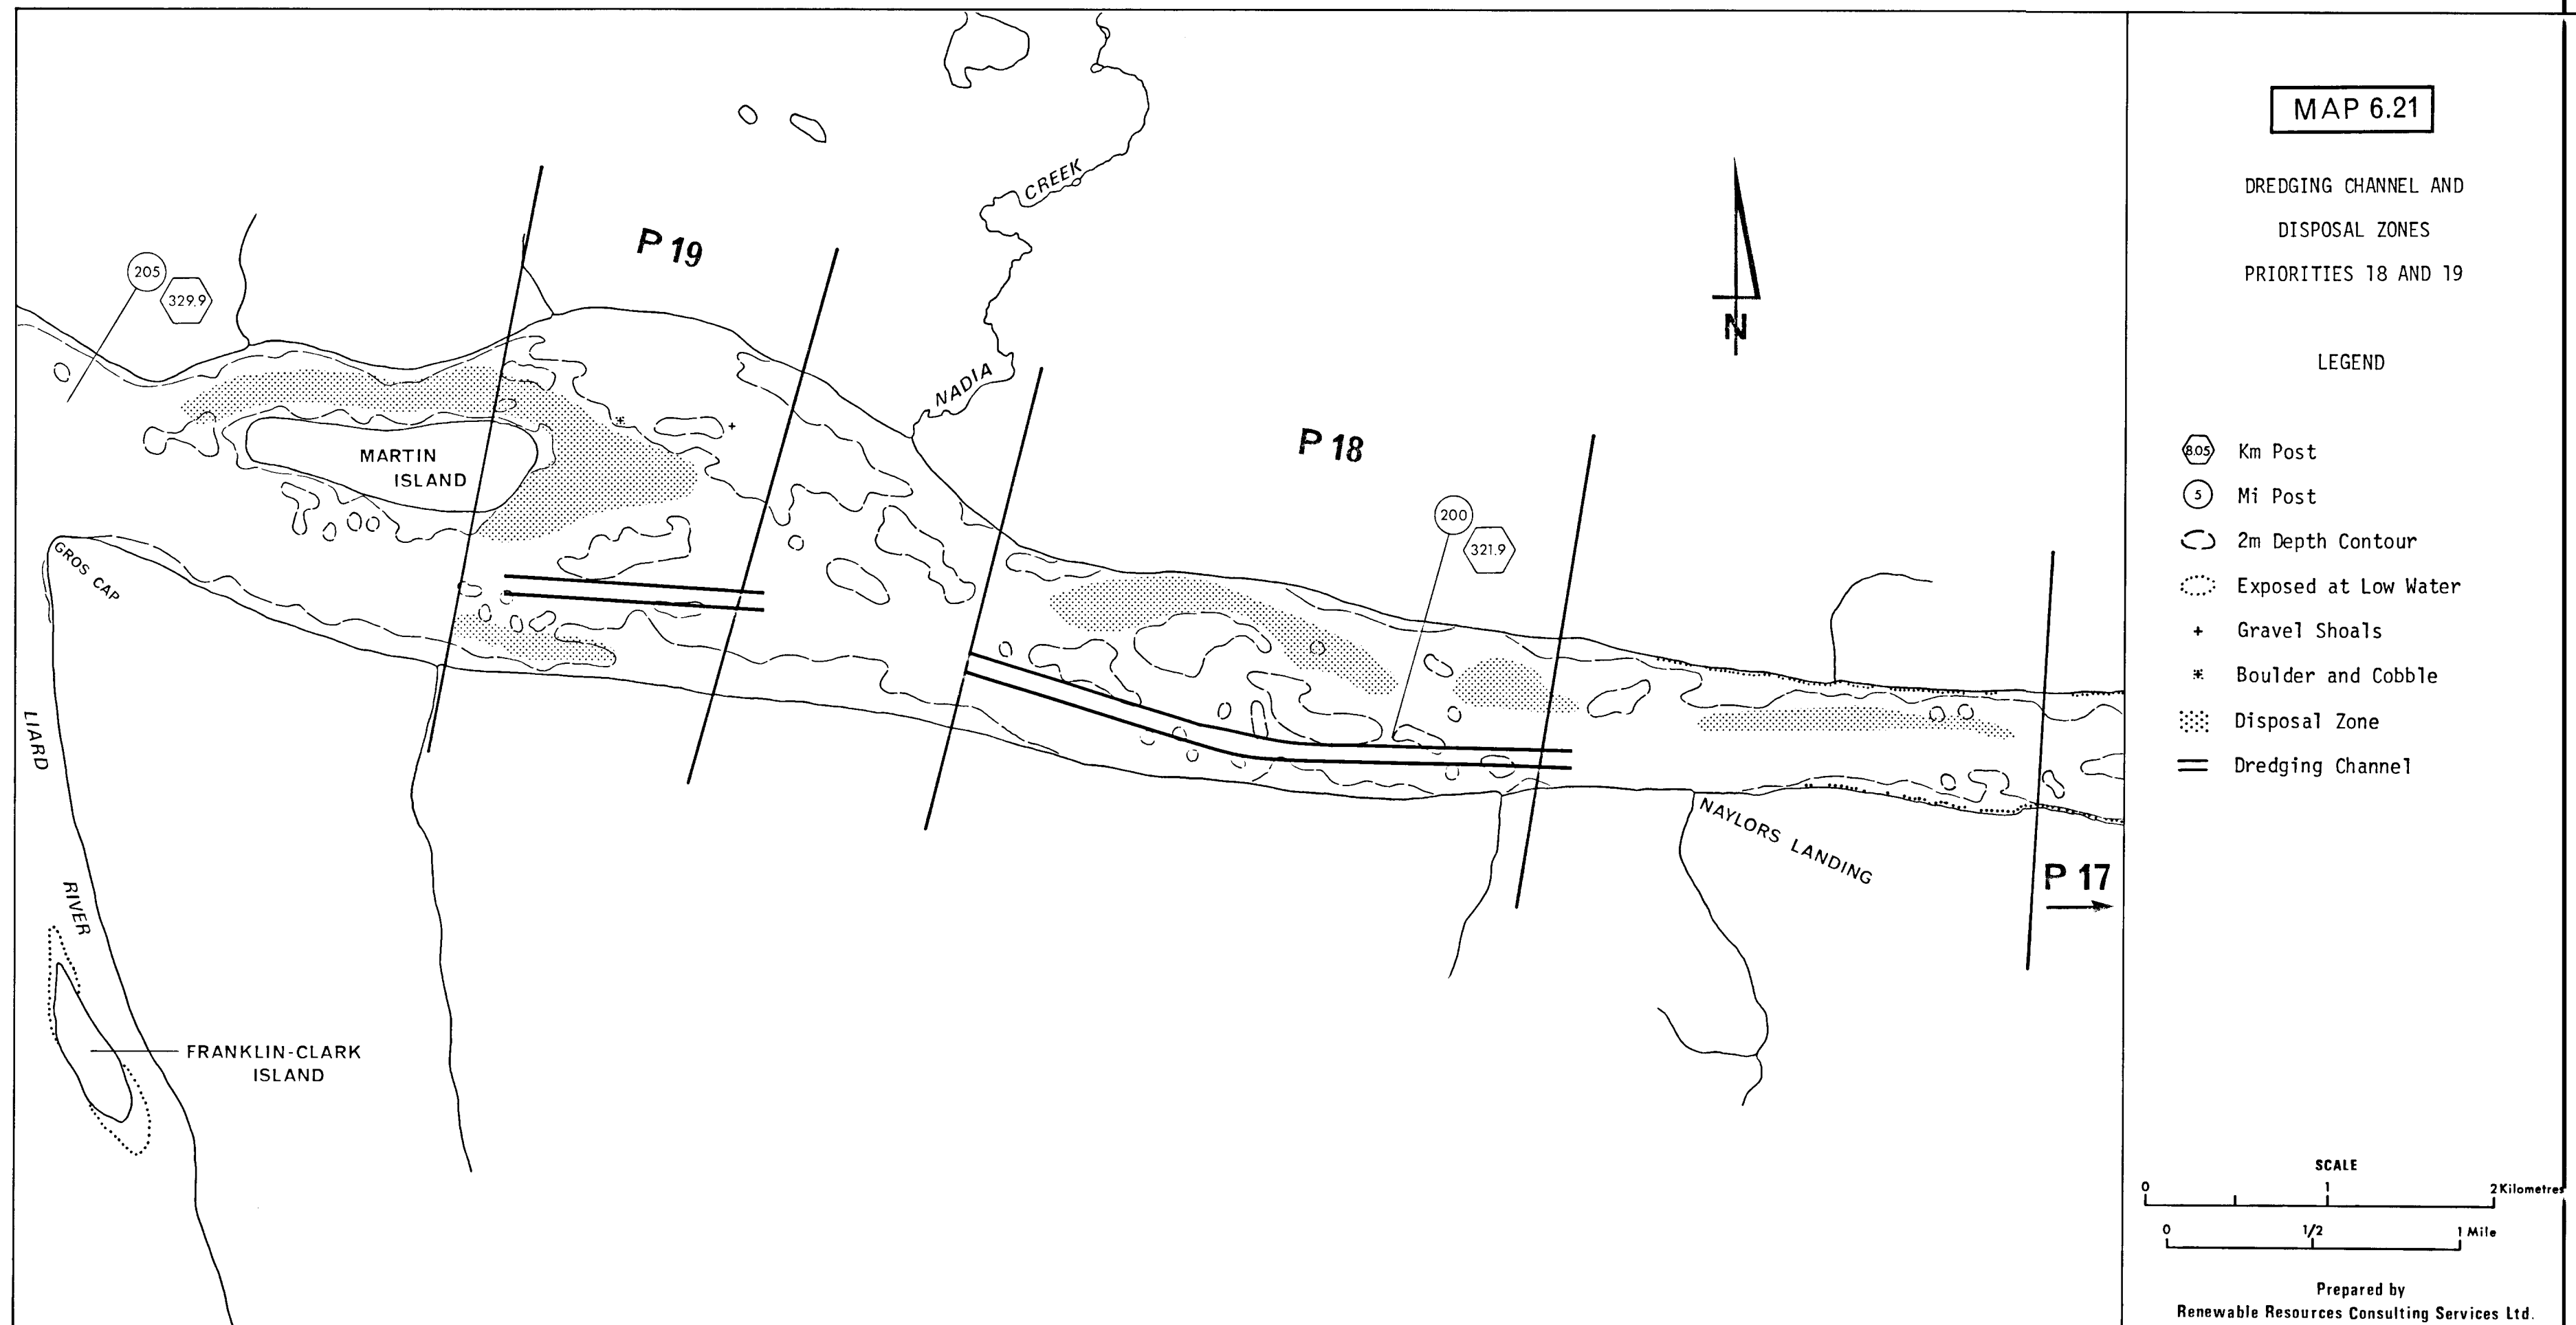 MAP 6.21
DREDGING CHANNEL AND
DISPOSAL ZONES
PRIORITIES 18 AND 19
LEGEND
8.05 Km Post
5 Mi Post
2m Depth Contour
Exposed at Low Water
+ Gravel Shoals
Boulder and Cobble
Disposal Zone
Dredging Channel
SCALE
0 1 2 Kilometres
0 1/2 1 Mile
Prepared by
Renewable Resources Consulting Services Ltd.
P 19
205
329.9
CREEK
NADIA
N
P 18
MARTIN
ISLAND
200
321.9
GROS CAP
LIARD
RIVER
NAYLORS LANDING
P 17
FRANKLIN-CLARK
ISLAND